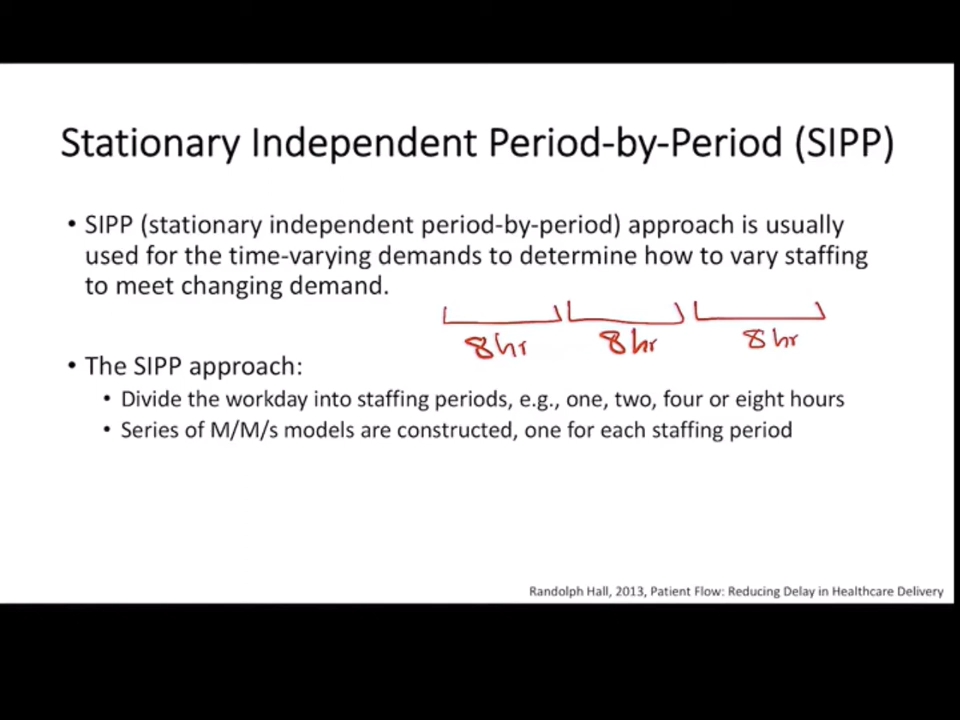 Stationary Independent Period-by-Period (SIPP)
• SIPP (stationary independent period-by-period) approach is usually
used for the time-varying demands to determine how to vary staffing
to meet changing demand.
8hr 8hr 8hr
• The SIPP approach:
• Divide the workday into staffing periods, e.g., one, two, four or eight hours
• Series of M/M/s models are constructed, one for each staffing period
Randolph Hall, 2013, Patient Flow: Reducing Delay in Healthcare Delivery